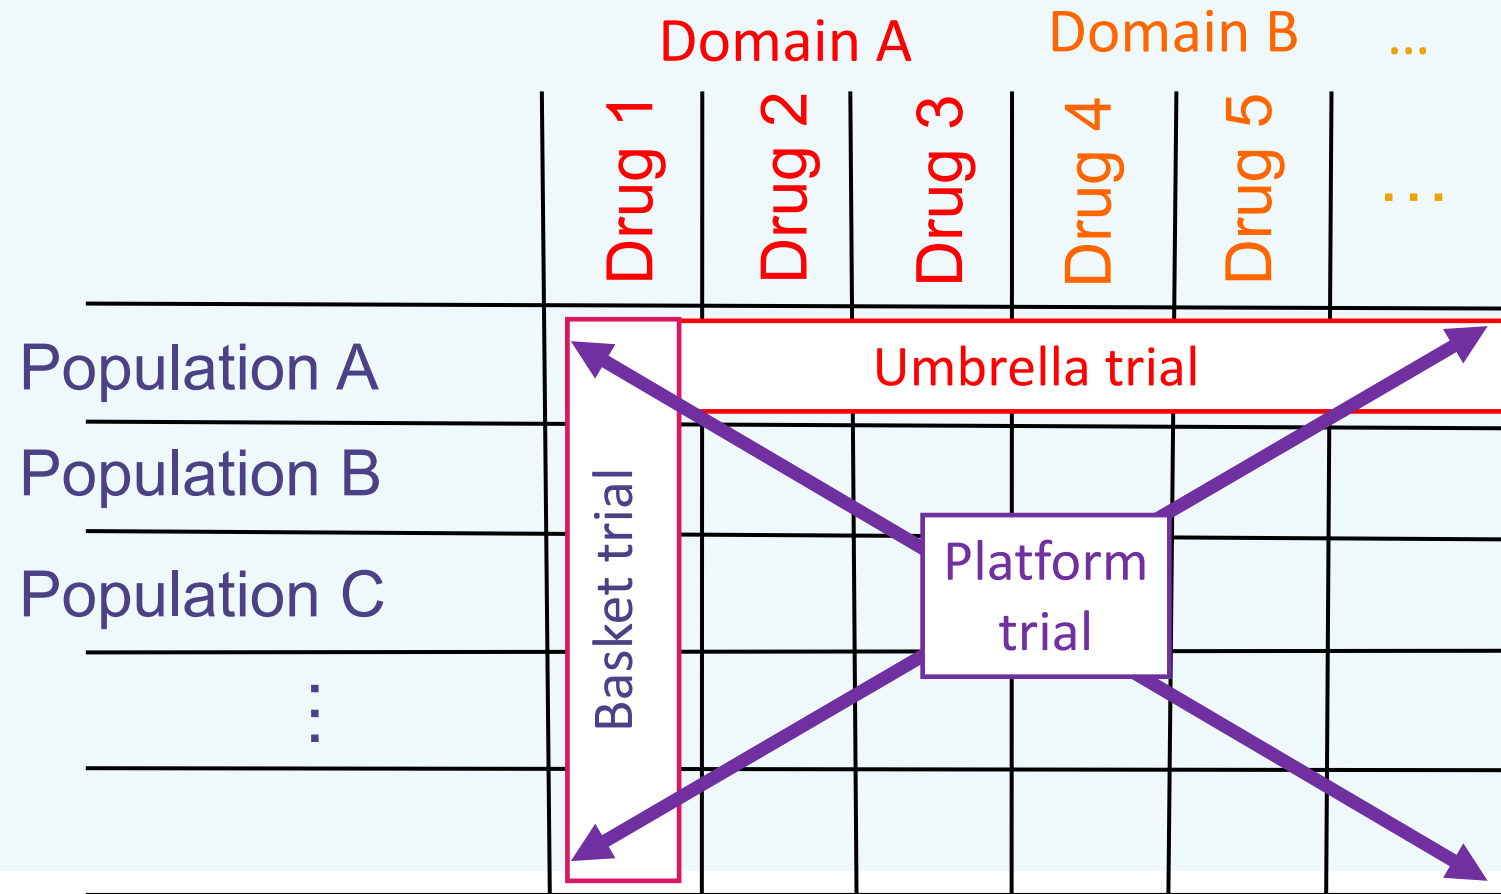 Domain A
Domain B
...
Drug 1
Drug 2
Drug 3
Drug 4
Drug 5
...
Population A
Umbrella trial
Population B
Basket trial
Population C
Platform
trial
...